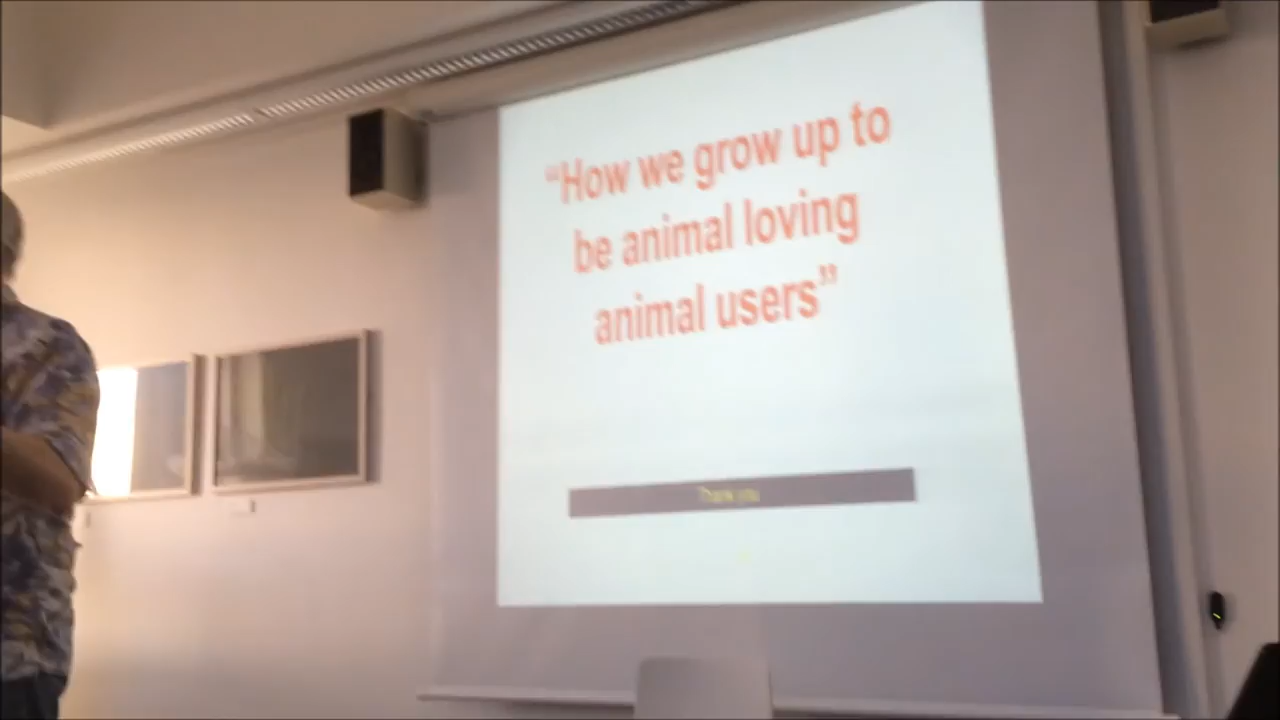 “How we grow up to
be animal loving
animal users”
Thank you